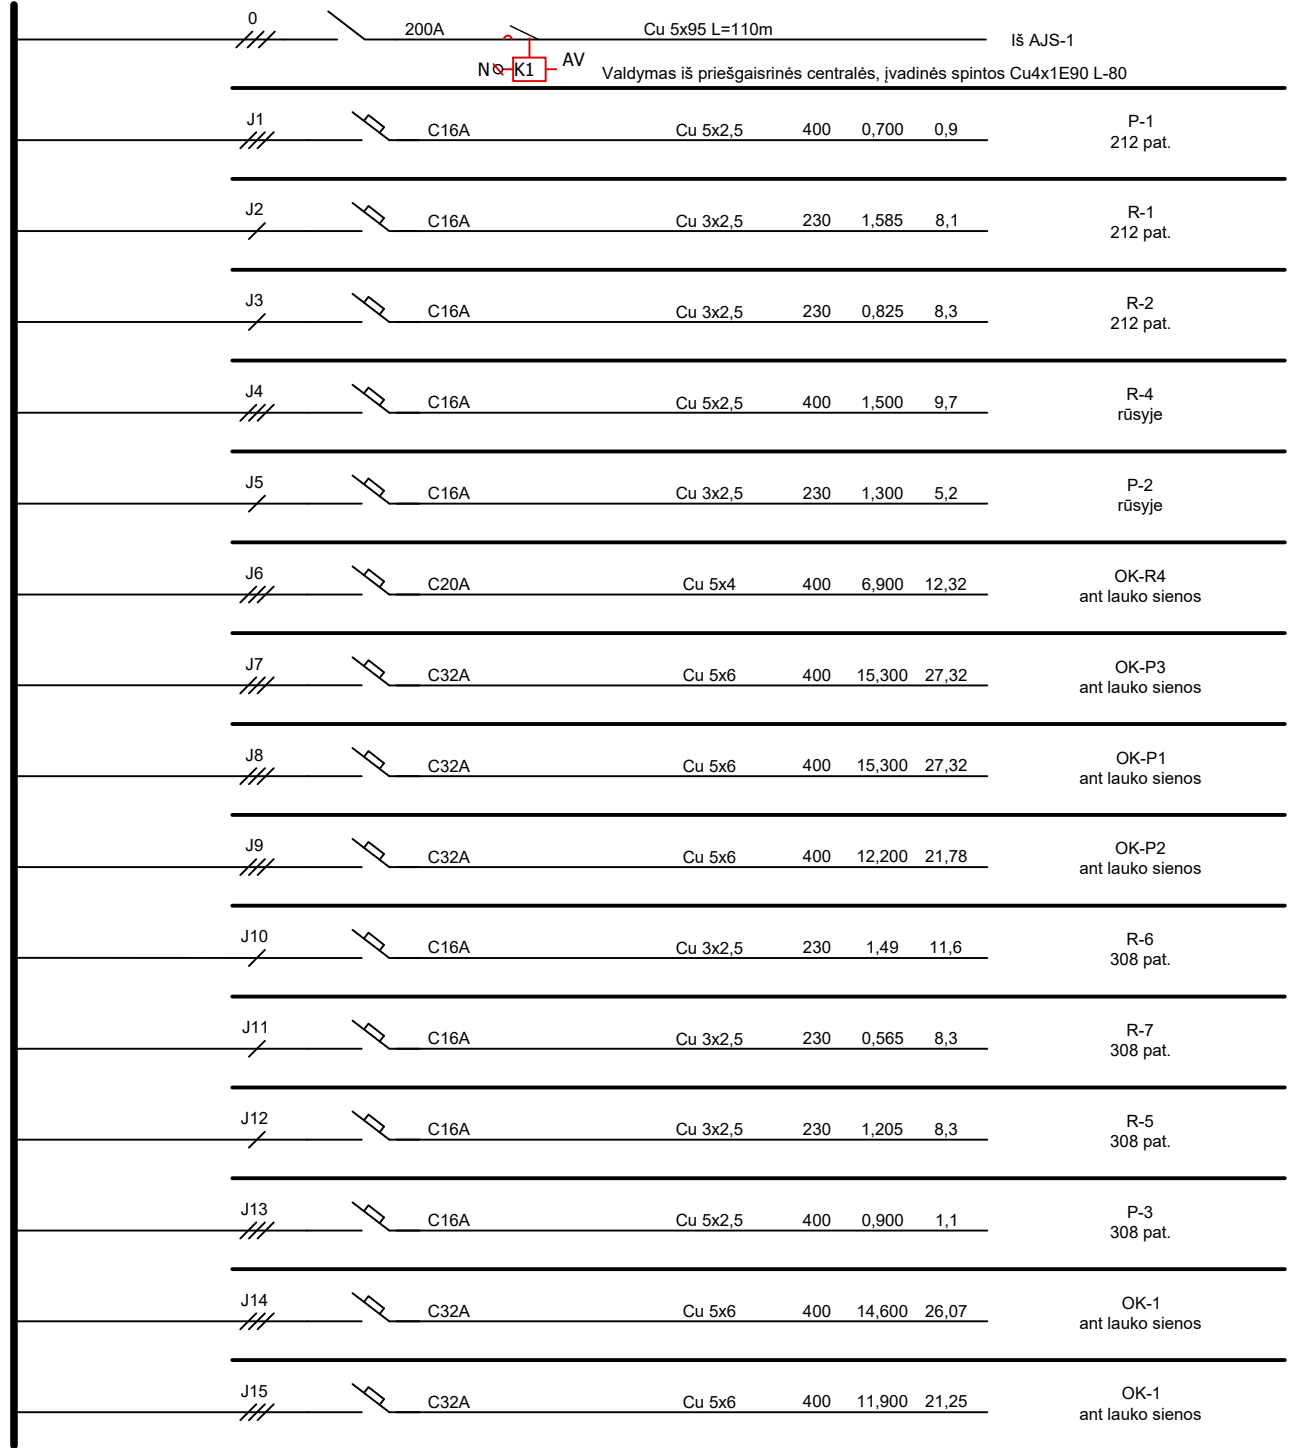 0
200A
Cu 5x95 L=110m
Iš AJS-1
N K1 AV
Valdymas iš priešgaisrinės centralės, įvadinės spintos Cu4x1E90 L-80
J1 C16A Cu 5x2,5 400 0,700 0,9 P-1
212 pat.
J2 C16A Cu 3x2,5 230 1,585 8,1 R-1
212 pat.
J3 C16A Cu 3x2,5 230 0,825 8,3 R-2
212 pat.
J4 C16A Cu 5x2,5 400 1,500 9,7 R-4
rūsyje
J5 C16A Cu 3x2,5 230 1,300 5,2 P-2
rūsyje
J6 C20A Cu 5x4 400 6,900 12,32 OK-R4
ant lauko sienos
J7 C32A Cu 5x6 400 15,300 27,32 OK-P3
ant lauko sienos
J8 C32A Cu 5x6 400 15,300 27,32 OK-P1
ant lauko sienos
J9 C32A Cu 5x6 400 12,200 21,78 OK-P2
ant lauko sienos
J10 C16A Cu 3x2,5 230 1,49 11,6 R-6
308 pat.
J11 C16A Cu 3x2,5 230 0,565 8,3 R-7
308 pat.
J12 C16A Cu 3x2,5 230 1,205 8,3 R-5
308 pat.
J13 C16A Cu 5x2,5 400 0,900 1,1 P-3
308 pat.
J14 C32A Cu 5x6 400 14,600 26,07 OK-1
ant lauko sienos
J15 C32A Cu 5x6 400 11,900 21,25 OK-1
ant lauko sienos